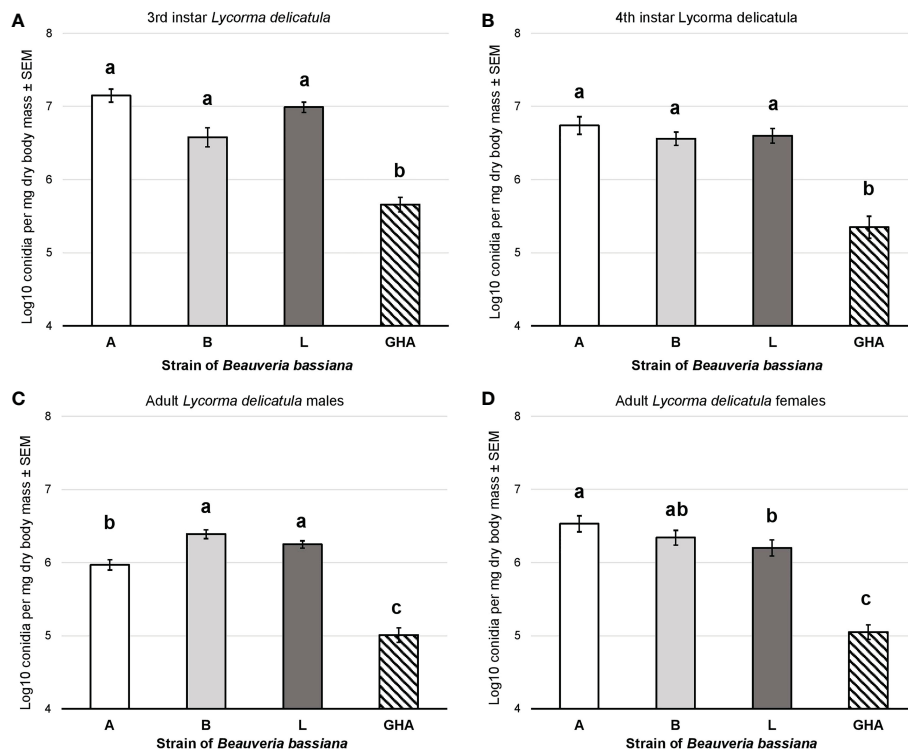 A
3rd instar Lycorma delicatula
Log10 conidia per mg dry body mass ± SEM
8
7
6
5
4
a
a
a
b
A B L GHA
Strain of Beauveria bassiana
B
4th instar Lycorma delicatula
Log10 conidia per mg dry body mass ± SEM
8
7
6
5
4
a
a
a
b
A B L GHA
Strain of Beauveria bassiana
C
Adult Lycorma delicatula males
Log10 conidia per mg dry body mass ± SEM
8
7
6
5
4
b
a
a
c
A B L GHA
Strain of Beauveria bassiana
D
Adult Lycorma delicatula females
Log10 conidia per mg dry body mass ± SEM
8
7
6
5
4
a
ab
b
c
A B L GHA
Strain of Beauveria bassiana